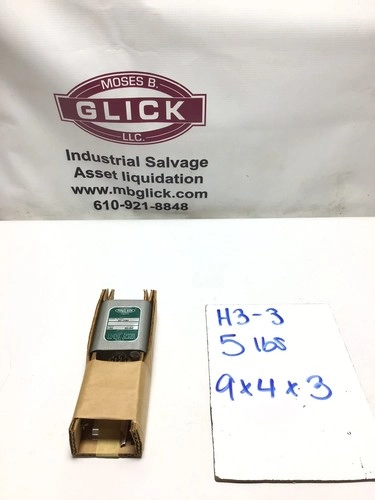 MOSES B.
GLICK
LLC.
Industrial Salvage
Asset liquidation
www.mbglick.com
610-921-8848
H3-3
5 lbs
9x4x3